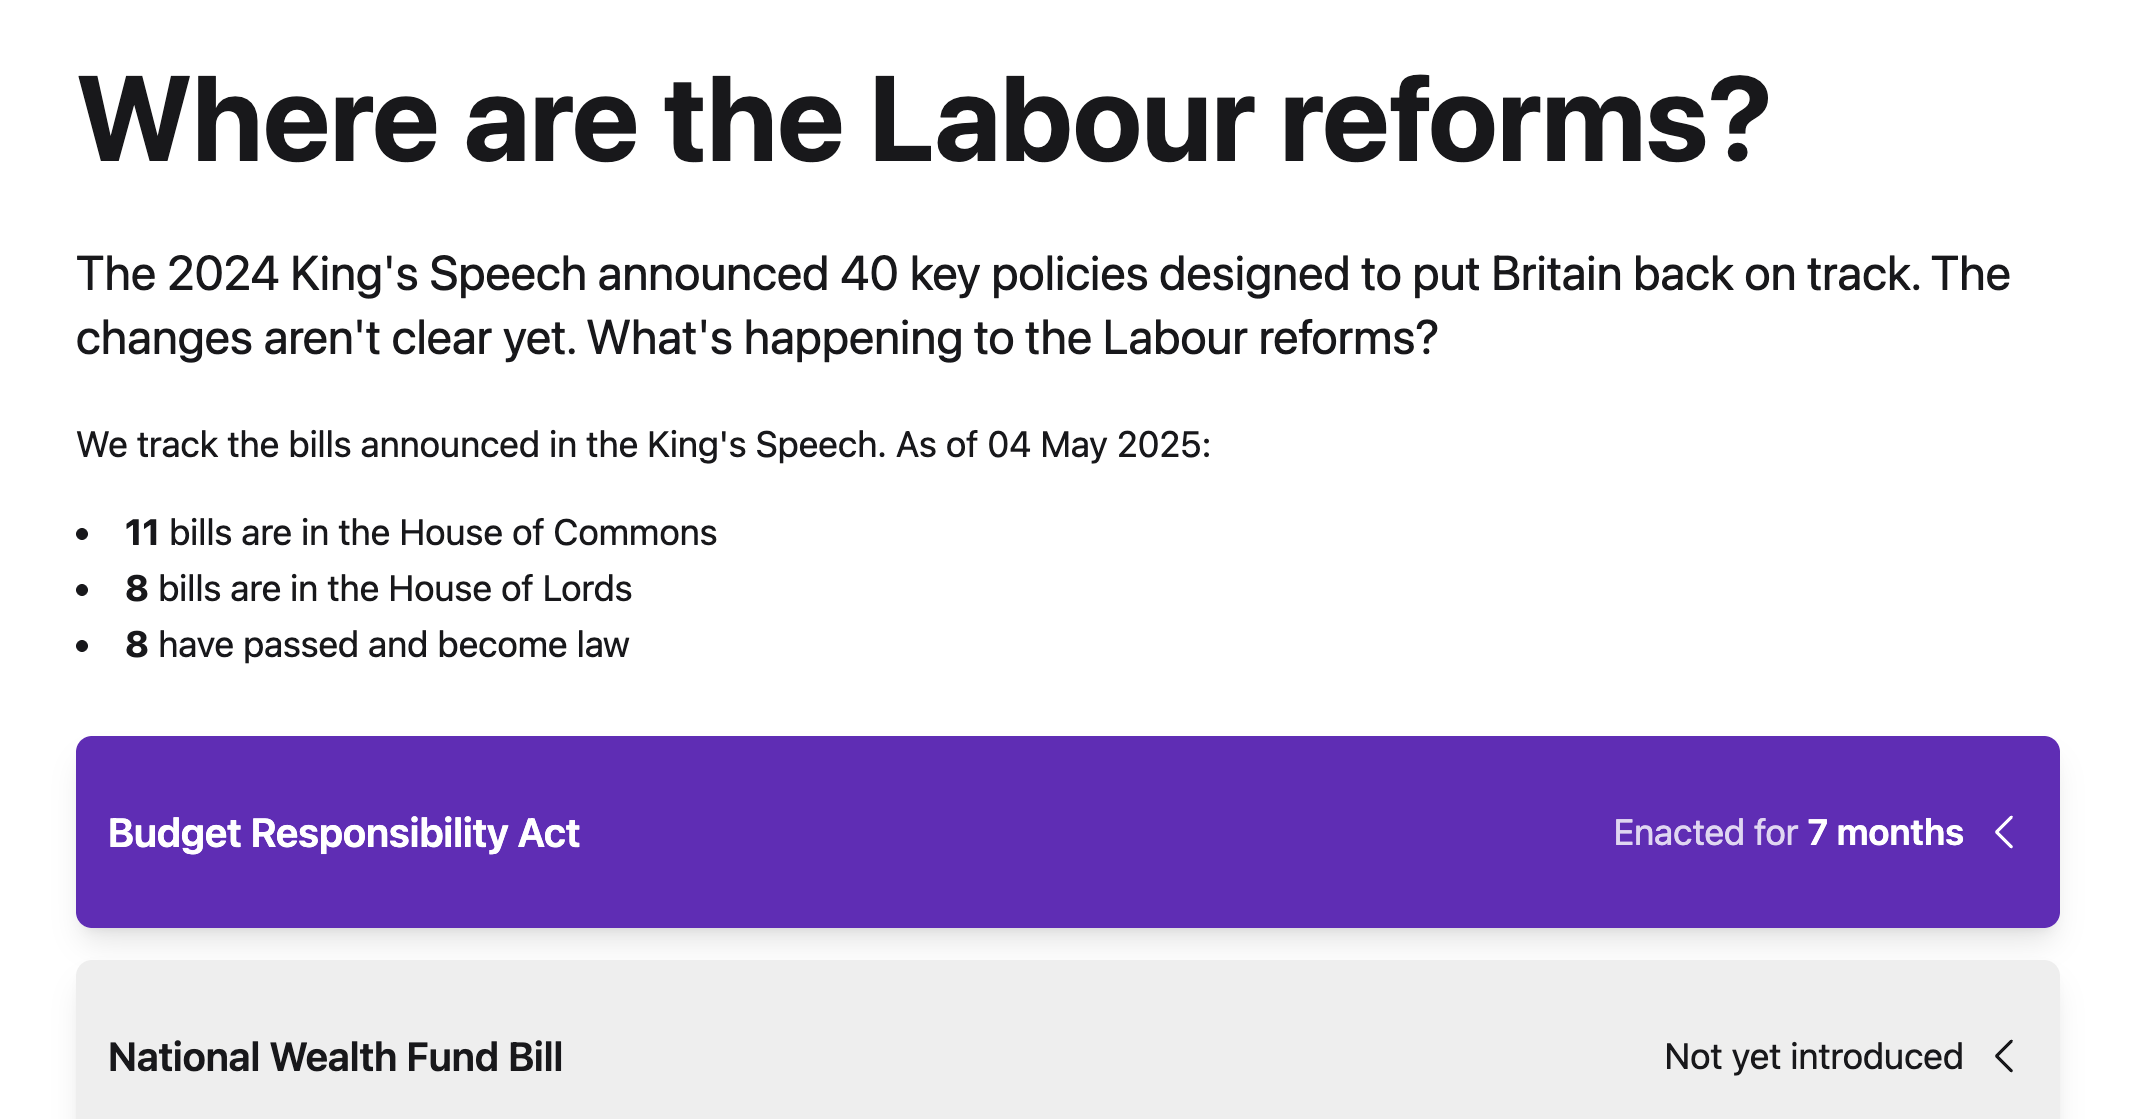 Where are the Labour reforms?
The 2024 King's Speech announced 40 key policies designed to put Britain back on track. The
changes aren't clear yet. What's happening to the Labour reforms?
We track the bills announced in the King's Speech. As of 04 May 2025:
• 11 bills are in the House of Commons
• 8 bills are in the House of Lords
• 8 have passed and become law
Budget Responsibility Act Enacted for 7 months
National Wealth Fund Bill Not yet introduced